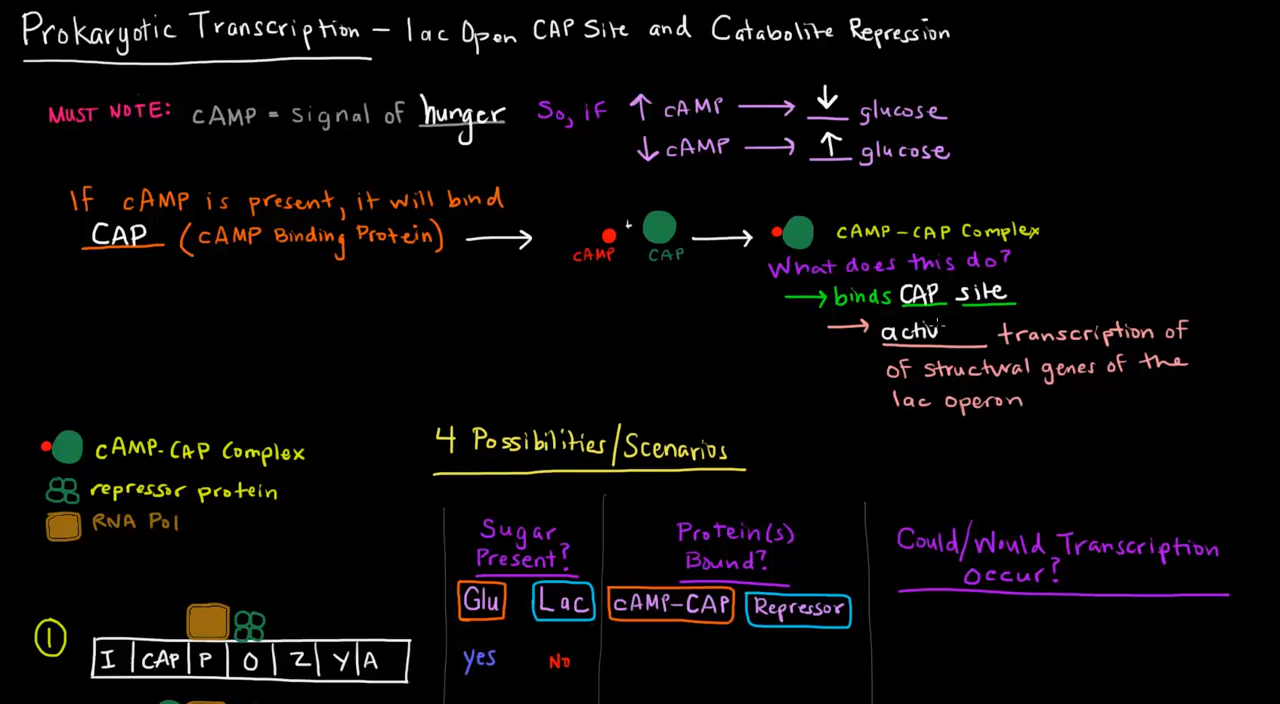 Prokaryotic Transcription – lac Open CAP Site and Catabolite Repression
MUST NOTE: cAMP = signal of hunger So, if ↑ cAMP → ↓ glucose
↓ cAMP → ↑ glucose
If cAMP is present, it will bind
CAP (cAMP Binding Protein) →
+
cAMP CAP
→ cAMP-CAP Complex
What does this do?
→ binds CAP site
→ activ transcription of
of structural genes of the
lac operon
cAMP-CAP Complex
repressor protein
RNA Pol
4 Possibilities/Scenarios
Sugar Present?
Protein(s) Bound?
Could/Would Transcription
occur?
Glu Lac cAMP-CAP Repressor
1
I CAP P O Z Y A
yes No